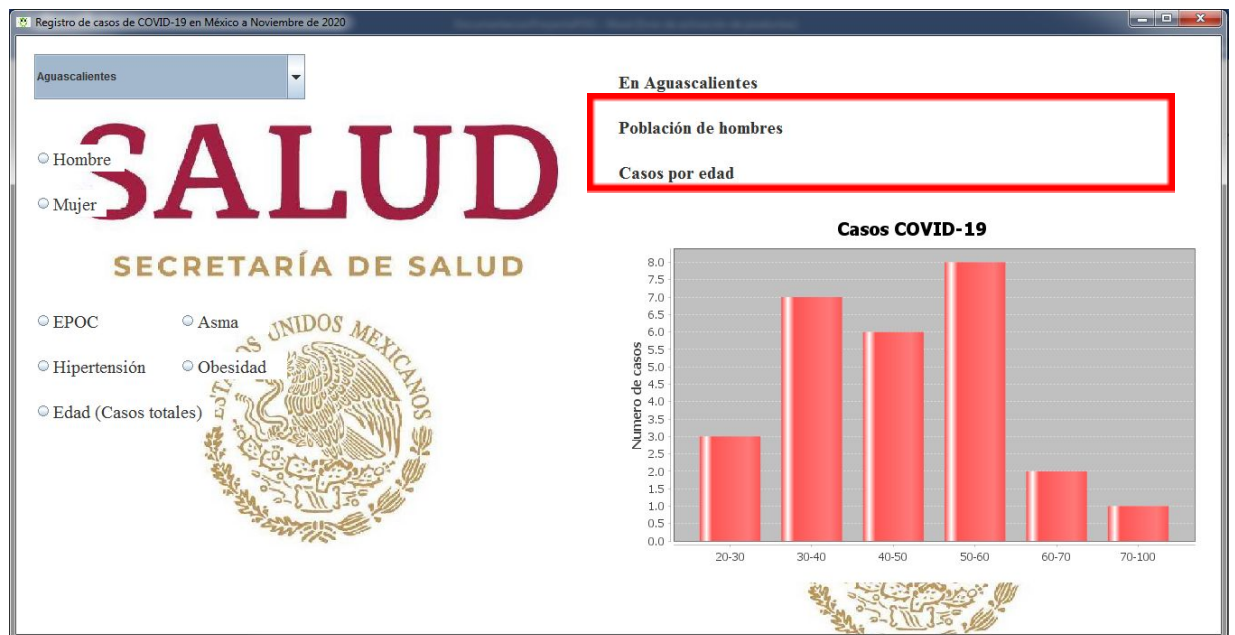 Registro de casos de COVID-19 en México a Noviembre de 2020
Aguascalientes
SALUD
SECRETARÍA DE SALUD
Hombre
Mujer
EPOC
Asma
Hipertensión
Obesidad
Edad (Casos totales)
UNIDOS MEXICANOS
En Aguascalientes
Población de hombres
Casos por edad
Casos COVID-19
Numero de casos
8.0
7.5
7.0
6.5
6.0
5.5
5.0
4.5
4.0
3.5
3.0
2.5
2.0
1.5
1.0
0.5
0.0
20-30 30-40 40-50 50-60 60-70 70-100